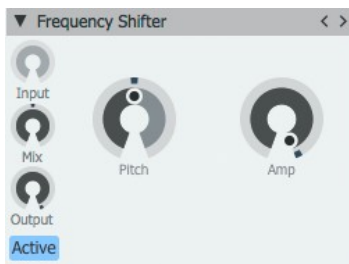 Frequency Shifter
Input
Mix
Output
Pitch
Amp
Active